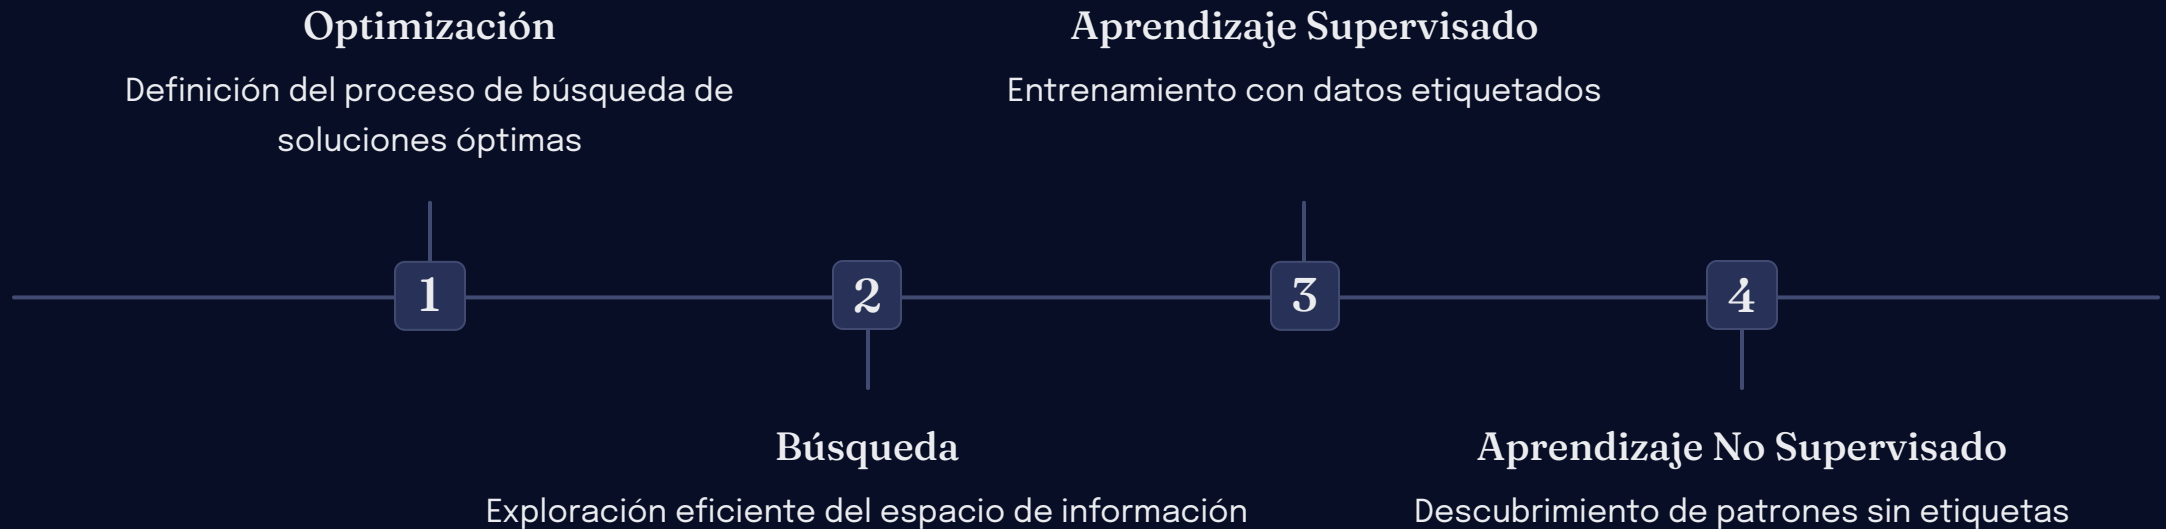 Optimización
Definición del proceso de búsqueda de
soluciones óptimas
Aprendizaje Supervisado
Entrenamiento con datos etiquetados
1
2
3
4
Búsqueda
Exploración eficiente del espacio de información
Aprendizaje No Supervisado
Descubrimiento de patrones sin etiquetas